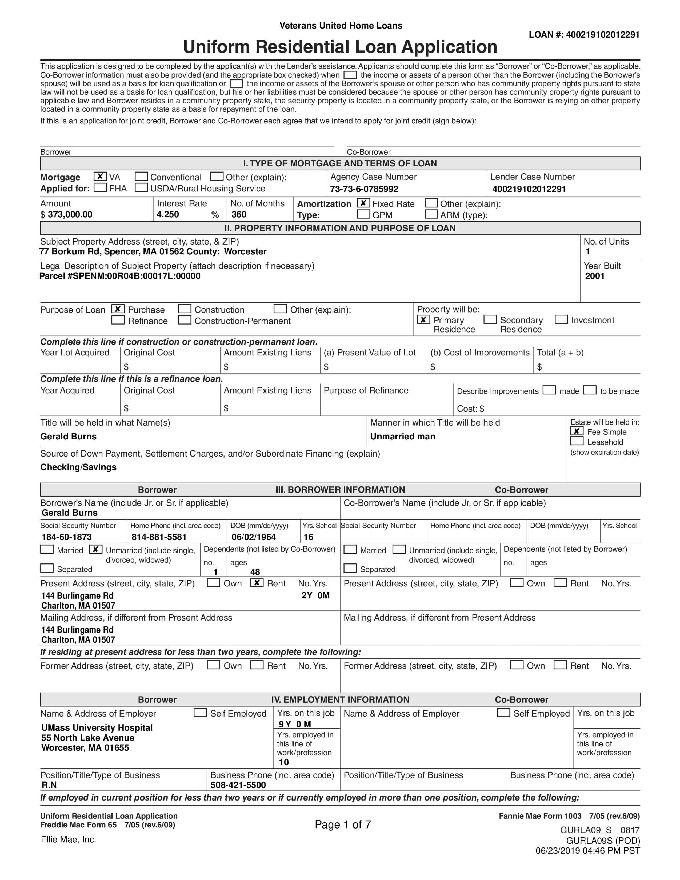 Veterans United Home Loans
LOAN #: 400219102012291
Uniform Residential Loan Application
This application is designed to be completed by the applicant(s) with the Lender's assistance. Applicants should complete this form as "Borrower" or "Co-Borrower," as applicable.
Co-Borrower information must also be provided (and the appropriate box checked) when the income or assets of a person other than the Borrower (including the Borrower's
spouse) will be used as a basis for loan qualification or the income or assets of the Borrower's spouse or other person who has community property rights pursuant to state
law will not be used as a basis for loan qualification, but his or her liabilities must be considered because the spouse or other person has community property rights pursuant to
applicable law and Borrower resides in a community property state, the security property is located in a community property state, or the Borrower is relying on other property
located in a community property state as a basis for repayment of the loan.
If this is an application for joint credit, Borrower and Co-Borrower each agree that we intend to apply for joint credit (sign below):
Borrower Co-Borrower
I. TYPE OF MORTGAGE AND TERMS OF LOAN
Mortgage X VA Conventional Other (explain): Agency Case Number Lender Case Number
Applied for: FHA USDA/Rural Housing Service 73-73-6-0785992 400219102012291
Amount Interest Rate No. of Months Amortization X Fixed Rate Other (explain):
$ 373,000.00 4.250 % 360 Type: GPM ARM (type):
II. PROPERTY INFORMATION AND PURPOSE OF LOAN
Subject Property Address (street, city, state, & ZIP) No. of Units
77 Borkum Rd, Spencer, MA 01562 County: Worcester 1
Legal Description of Subject Property (attach description if necessary) Year Built
Parcel #SPENM:00R04B:00017L:00000 2001
Purpose of Loan X Purchase Construction Other (explain): Property will be:
Refinance Construction-Permanent X Primary Residence Secondary Residence Investment
Complete this line if construction or construction-permanent loan.
Year Lot Acquired Original Cost Amount Existing Liens (a) Present Value of Lot (b) Cost of Improvements Total (a + b)
$ $ $ $ $
Complete this line if this is a refinance loan.
Year Acquired Original Cost Amount Existing Liens Purpose of Refinance Describe Improvements made to be made
$ $ Cost: $
Title will be held in what Name(s) Manner in which Title will be held Estate will be held in:
Gerald Burns Unmarried man X Fee Simple
Leasehold
Source of Down Payment, Settlement Charges, and/or Subordinate Financing (explain) (show expiration date)
Checking/Savings
Borrower III. BORROWER INFORMATION Co-Borrower
Borrower's Name (include Jr. or Sr. if applicable) Co-Borrower's Name (include Jr. or Sr. if applicable)
Gerald Burns
Social Security Number Home Phone (incl. area code) DOB (mm/dd/yyyy) Yrs. School Social Security Number Home Phone (incl. area code) DOB (mm/dd/yyyy) Yrs. School
184-60-1873 814-881-5581 06/02/1964 16
Married X Unmarried (include single, divorced, widowed) Dependents (not listed by Co-Borrower) Married Unmarried (include single, divorced, widowed) Dependents (not listed by Borrower)
Separated no. 1 ages 48 Separated no. ages
Present Address (street, city, state, ZIP) Own X Rent No. Yrs. Present Address (street, city, state, ZIP) Own Rent No. Yrs.
144 Burlingame Rd 2Y 0M
Charlton, MA 01507
Mailing Address, if different from Present Address Mailing Address, if different from Present Address
144 Burlingame Rd
Charlton, MA 01507
If residing at present address for less than two years, complete the following:
Former Address (street, city, state, ZIP) Own Rent No. Yrs. Former Address (street, city, state, ZIP) Own Rent No. Yrs.
Borrower IV. EMPLOYMENT INFORMATION Co-Borrower
Name & Address of Employer Self Employed Yrs. on this job Name & Address of Employer Self Employed Yrs. on this job
UMass University Hospital 9Y 0M
55 North Lake Avenue Yrs. employed in this line of work/profession Yrs. employed in this line of work/profession
Worcester, MA 01655 10
Position/Title/Type of Business Business Phone (incl. area code) Position/Title/Type of Business Business Phone (incl. area code)
R.N 508-421-5500
If employed in current position for less than two years or if currently employed in more than one position, complete the following:
Uniform Residential Loan Application Fannie Mae Form 1003 7/05 (rev.6/09)
Freddie Mac Form 65 7/05 (rev.6/09) Page 1 of 7 GURLA09_S 0817
Ellie Mae, Inc. GURLA09S (POD)
06/23/2019 04:46 PM MST